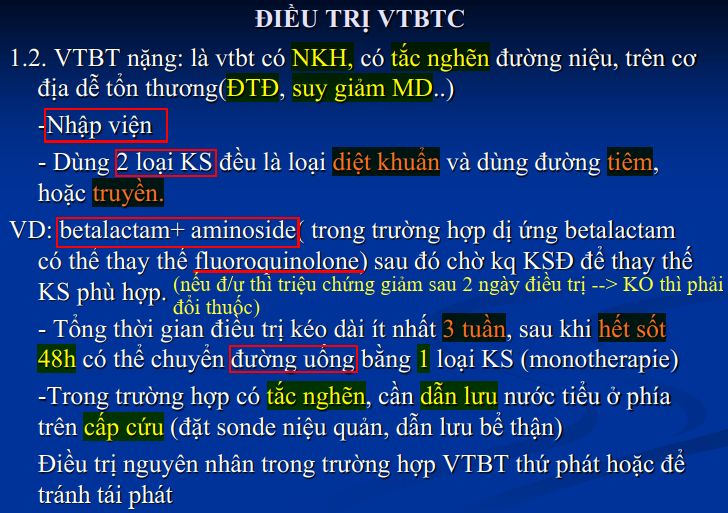 ĐIỀU TRỊ VTBTC
1.2. VTBT nặng: là vtbt có NKH, có tắc nghẽn đường niệu, trên cơ
địa dễ tổn thương(ĐTĐ, suy giảm MD..)
-Nhập viện
- Dùng 2 loại KS đều là loại diệt khuẩn và dùng đường tiêm,
hoặc truyền.
VD: betalactam+ aminoside( trong trường hợp dị ứng betalactam
có thể thay thế fluoroquinolone) sau đó chờ kq KSĐ để thay thế
KS phù hợp. (nếu đ/ư thì triệu chứng giảm sau 2 ngày điều trị --> KO thì phải
đổi thuốc)
- Tổng thời gian điều trị kéo dài ít nhất 3 tuần, sau khi hết sốt
48h có thể chuyển đường uống bằng 1 loại KS (monotherapie)
-Trong trường hợp có tắc nghẽn, cần dẫn lưu nước tiểu ở phía
trên cấp cứu (đặt sonde niệu quản, dẫn lưu bể thận)
Điều trị nguyên nhân trong trường hợp VTBT thứ phát hoặc để
tránh tái phát